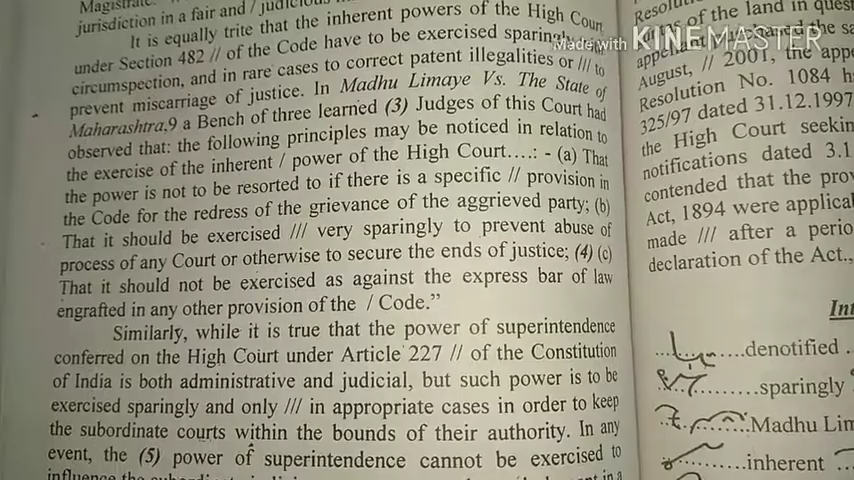 Magistrate.
jurisdiction in a fair and / judicious
It is equally trite that the inherent powers of the High Court
under Section 482 // of the Code have to be exercised sparingly,
circumspection, and in rare cases to correct patent illegalities or /// to
prevent miscarriage of justice. In Madhu Limaye Vs. The State of
Maharashtra,9 a Bench of three learned (3) Judges of this Court had
observed that: the following principles may be noticed in relation to
the exercise of the inherent / power of the High Court....: - (a) That
the power is not to be resorted to if there is a specific // provision in
the Code for the redress of the grievance of the aggrieved party; (b)
That it should be exercised /// very sparingly to prevent abuse of
process of any Court or otherwise to secure the ends of justice; (4) (c)
That it should not be exercised as against the express bar of law
engrafted in any other provision of the / Code.”
Similarly, while it is true that the power of superintendence
conferred on the High Court under Article 227 // of the Constitution
of India is both administrative and judicial, but such power is to be
exercised sparingly and only /// in appropriate cases in order to keep
the subordinate courts within the bounds of their authority. In any
event, the (5) power of superintendence cannot be exercised to
influence the
of the land in quest
appellant purchased the sa
August, // 2001, the appe
Resolution No. 1084 h
325/97 dated 31.12.1997
the High Court seekin
notifications dated 3.1
contended that the prov
Act, 1894 were applicab
made /// after a perio
declaration of the Act.,
Int
....denotified .
........sparingly
Madhu Lim
......inherent
Made with KINEMASTER